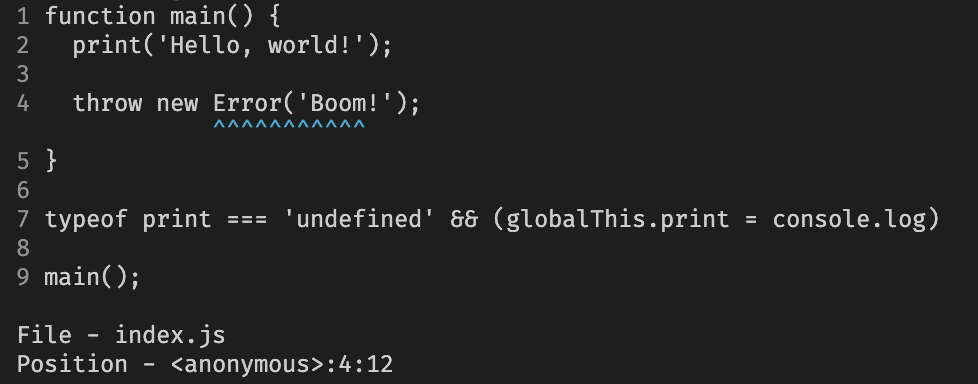 1 function main() {
2   print('Hello, world!');
3
4   throw new Error('Boom!');
                ^^^^^^^^^^^
5 }
6
7 typeof print === 'undefined' && (globalThis.print = console.log)
8
9 main();
File - index.js
Position - <anonymous>:4:12